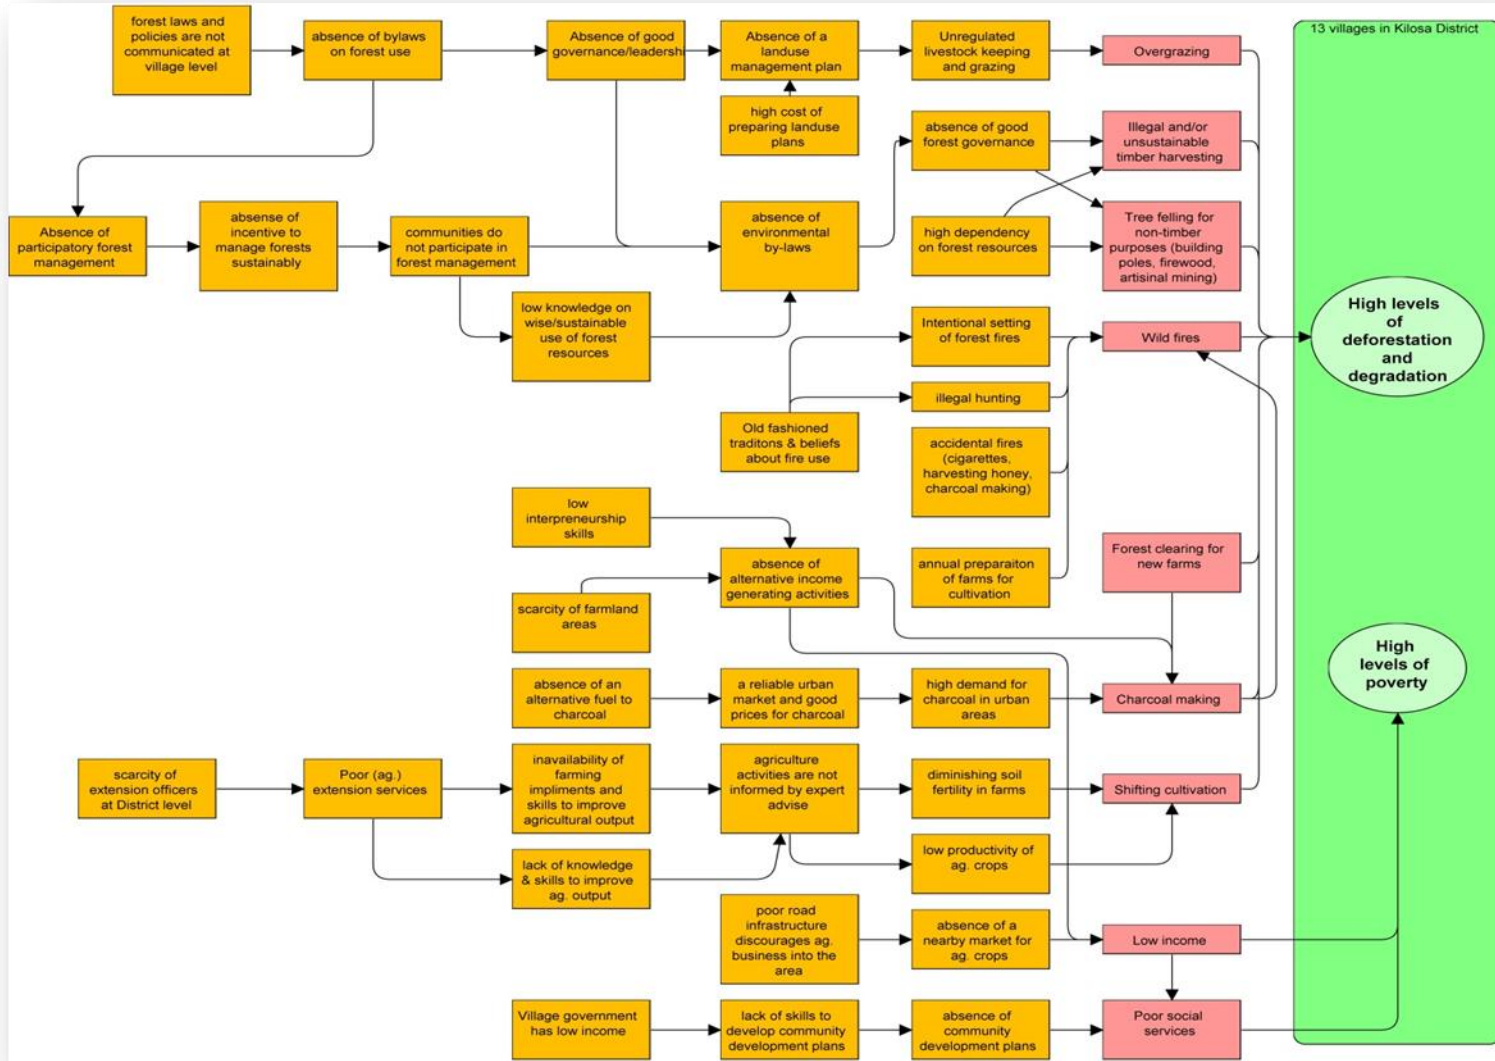 forest laws and
policies are not
communicated at
village level
absence of bylaws
on forest use
Absence of good
governance/leadershi
Absence of a
landuse
management plan
Unregulated
livestock keeping
and grazing
Overgrazing
13 villages in Kilosa District
high cost of
preparing landuse
plans
absence of good
forest governance
Illegal and/or
unsustainable
timber harvesting
Absence of
participatory forest
management
absense of
incentive to
manage forests
sustainably
communities do
not participate in
forest management
absence of
environmental
by-laws
high dependency
on forest resources
Tree felling for
non-timber
purposes (building
poles, firewood,
artisinal mining)
low knowledge on
wise/sustainable
use of forest
resources
Intentional setting
of forest fires
Wild fires
High levels
of
deforestation
and
degradation
illegal hunting
Old fashioned
traditons & beliefs
about fire use
accidental fires
(cigarettes,
harvesting honey,
charcoal making)
low
interpreneurship
skills
absence of
alternative income
generating activities
annual preparaiton
of farms for
cultivation
Forest clearing for
new farms
scarcity of farmland
areas
High
levels of
poverty
absence of an
alternative fuel to
charcoal
a reliable urban
market and good
prices for charcoal
high demand for
charcoal in urban
areas
Charcoal making
scarcity of
extension officers
at District level
Poor (ag.)
extension services
inavailability of
farming
impliments and
skills to improve
agricultural output
agriculture
activities are not
informed by expert
advise
diminishing soil
fertility in farms
Shifting cultivation
lack of knowledge
& skills to improve
ag. output
low productivity of
ag. crops
poor road
infrastructure
discourages ag.
business into the
area
absence of a
nearby market for
ag. crops
Low income
Village government
has low income
lack of skills to
develop community
development plans
absence of
community
development plans
Poor social
services